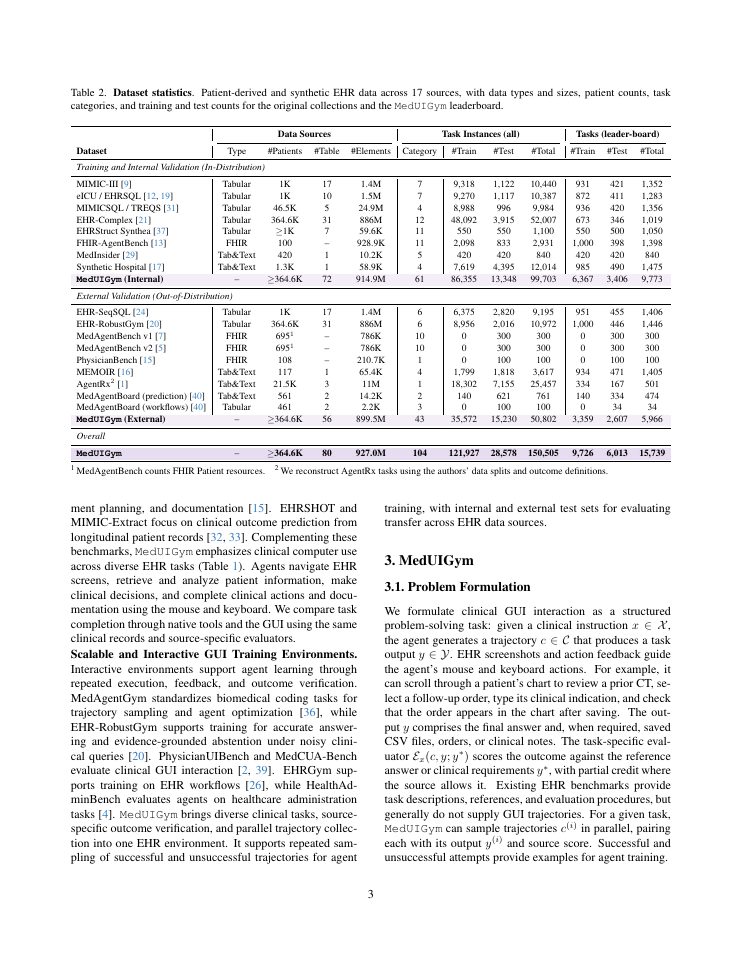 Table 2. Dataset statistics. Patient-derived and synthetic EHR data across 17 sources, with data types and sizes, patient counts, task
categories, and training and test counts for the original collections and the MedUIGym leaderboard.
Data Sources Task Instances (all) Tasks (leader-board)
Dataset Type #Patients #Table #Elements Category #Train #Test #Total #Train #Test #Total
Training and Internal Validation (In-Distribution)
MIMIC-III [9] Tabular 1K 17 1.4M 7 9,318 1,122 10,440 931 421 1,352
eICU / EHRSQL [12, 19] Tabular 1K 10 1.5M 7 9,270 1,117 10,387 872 411 1,283
MIMICSQL / TREQS [31] Tabular 46.5K 5 24.9M 4 8,988 996 9,984 936 420 1,356
EHR-Complex [21] Tabular 364.6K 31 886M 12 48,092 3,915 52,007 673 346 1,019
EHRStruct Synthea [37] Tabular ≥1K 7 59.6K 11 550 550 1,100 550 500 1,050
FHIR-AgentBench [13] FHIR 100 – 928.9K 11 2,098 833 2,931 1,000 398 1,398
MedInsider [29] Tab&Text 420 1 10.2K 5 420 420 840 420 420 840
Synthetic Hospital [17] Tab&Text 1.3K 1 58.9K 4 7,619 4,395 12,014 985 490 1,475
MedUIGym (Internal) – ≥364.6K 72 914.9M 61 86,355 13,348 99,703 6,367 3,406 9,773
External Validation (Out-of-Distribution)
EHR-SeqSQL [24] Tabular 1K 17 1.4M 6 6,375 2,820 9,195 951 455 1,406
EHR-RobustGym [20] Tabular 364.6K 31 886M 6 8,956 2,016 10,972 1,000 446 1,446
MedAgentBench v1 [7] FHIR 695¹ – 786K 10 0 300 300 0 300 300
MedAgentBench v2 [5] FHIR 695¹ – 786K 10 0 300 300 0 300 300
PhysicianBench [15] FHIR 108 – 210.7K 1 0 100 100 0 100 100
MEMOIR [16] Tab&Text 117 1 65.4K 4 1,799 1,818 3,617 934 471 1,405
AgentRx² [1] Tab&Text 21.5K 3 11M 1 18,302 7,155 25,457 334 167 501
MedAgentBoard (prediction) [40] Tab&Text 561 2 14.2K 2 140 621 761 140 334 474
MedAgentBoard (workflows) [40] Tabular 461 2 2.2K 3 0 100 100 0 34 34
MedUIGym (External) – ≥364.6K 56 899.5M 43 35,572 15,230 50,802 3,359 2,607 5,966
Overall
MedUIGym – ≥364.6K 80 927.0M 104 121,927 28,578 150,505 9,726 6,013 15,739
¹ MedAgentBench counts FHIR Patient resources. ² We reconstruct AgentRx tasks using the authors' data splits and outcome definitions.
ment planning, and documentation [15]. EHRSHOT and
MIMIC-Extract focus on clinical outcome prediction from
longitudinal patient records [32, 33]. Complementing these
benchmarks, MedUIGym emphasizes clinical computer use
across diverse EHR tasks (Table 1). Agents navigate EHR
screens, retrieve and analyze patient information, make
clinical decisions, and complete clinical actions and docu-
mentation using the mouse and keyboard. We compare task
completion through native tools and the GUI using the same
clinical records and source-specific evaluators.
Scalable and Interactive GUI Training Environments.
Interactive environments support agent learning through
repeated execution, feedback, and outcome verification.
MedAgentGym standardizes biomedical coding tasks for
trajectory sampling and agent optimization [36], while
EHR-RobustGym supports training for accurate answer-
ing and evidence-grounded abstention under noisy clini-
cal queries [20]. PhysicianUIBench and MedCUA-Bench
evaluate clinical GUI interaction [2, 39]. EHRGym sup-
ports training on EHR workflows [26], while HealthAd-
minBench evaluates agents on healthcare administration
tasks [4]. MedUIGym brings diverse clinical tasks, source-
specific outcome verification, and parallel trajectory collec-
tion into one EHR environment. It supports repeated sam-
pling of successful and unsuccessful trajectories for agent
training, with internal and external test sets for evaluating
transfer across EHR data sources.
3. MedUIGym
3.1. Problem Formulation
We formulate clinical GUI interaction as a structured
problem-solving task: given a clinical instruction x ∈ 𝒳,
the agent generates a trajectory c ∈ 𝒞 that produces a task
output y ∈ 𝒴. EHR screenshots and action feedback guide
the agent's mouse and keyboard actions. For example, it
can scroll through a patient's chart to review a prior CT, se-
lect a follow-up order, type its clinical indication, and check
that the order appears in the chart after saving. The out-
put y comprises the final answer and, when required, saved
CSV files, orders, or clinical notes. The task-specific eval-
uator ℰₓ(c, y; y*) scores the outcome against the reference
answer or clinical requirements y*, with partial credit where
the source allows it. Existing EHR benchmarks provide
task descriptions, references, and evaluation procedures, but
generally do not supply GUI trajectories. For a given task,
MedUIGym can sample trajectories c⁽ⁱ⁾ in parallel, pairing
each with its output y⁽ⁱ⁾ and source score. Successful and
unsuccessful attempts provide examples for agent training.
3